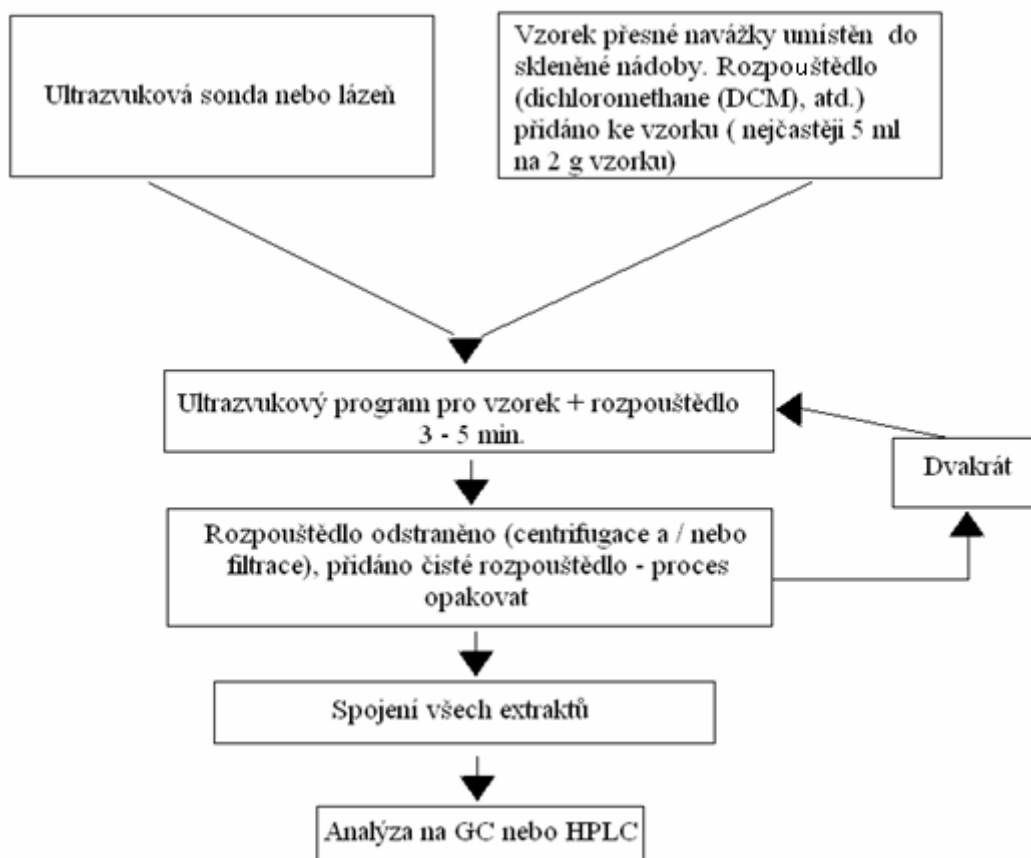 Ultrazvuková sonda nebo lázeň
Vzorek přesné navážky umístěn do
skleněné nádoby. Rozpouštědlo
(dichloromethane (DCM), atd.)
přidáno ke vzorku ( nejčastěji 5 ml
na 2 g vzorku)
Ultrazvukový program pro vzorek + rozpouštědlo
3 - 5 min.
Dvakrát
Rozpouštědlo odstraněno (centrifugace a / nebo
filtrace), přidáno čisté rozpouštědlo - proces
opakovat
Spojení všech extraktů
Analýza na GC nebo HPLC